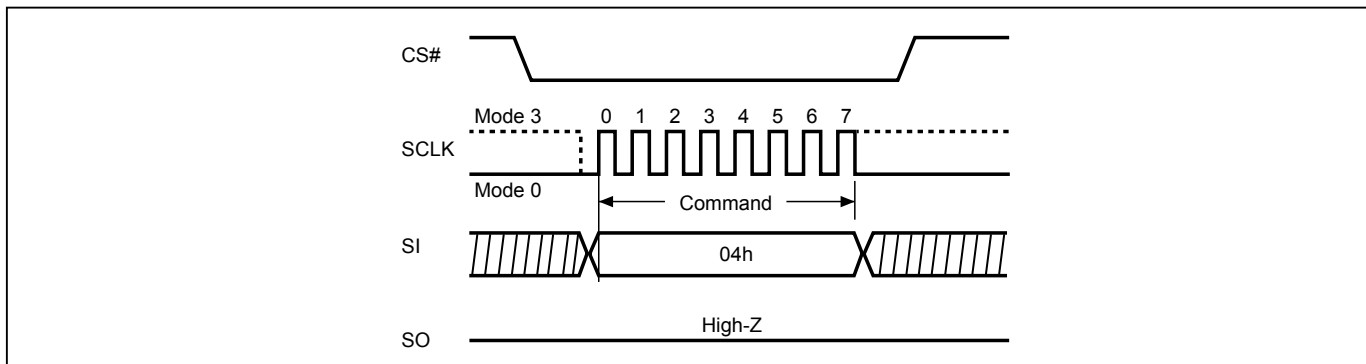 CS#
Mode 3 0 1 2 3 4 5 6 7
SCLK
Mode 0
Command
SI
04h
High-Z
SO